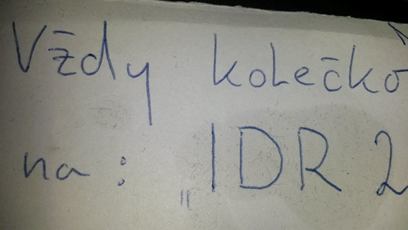 Vždy kolečko
na: "IDR 2